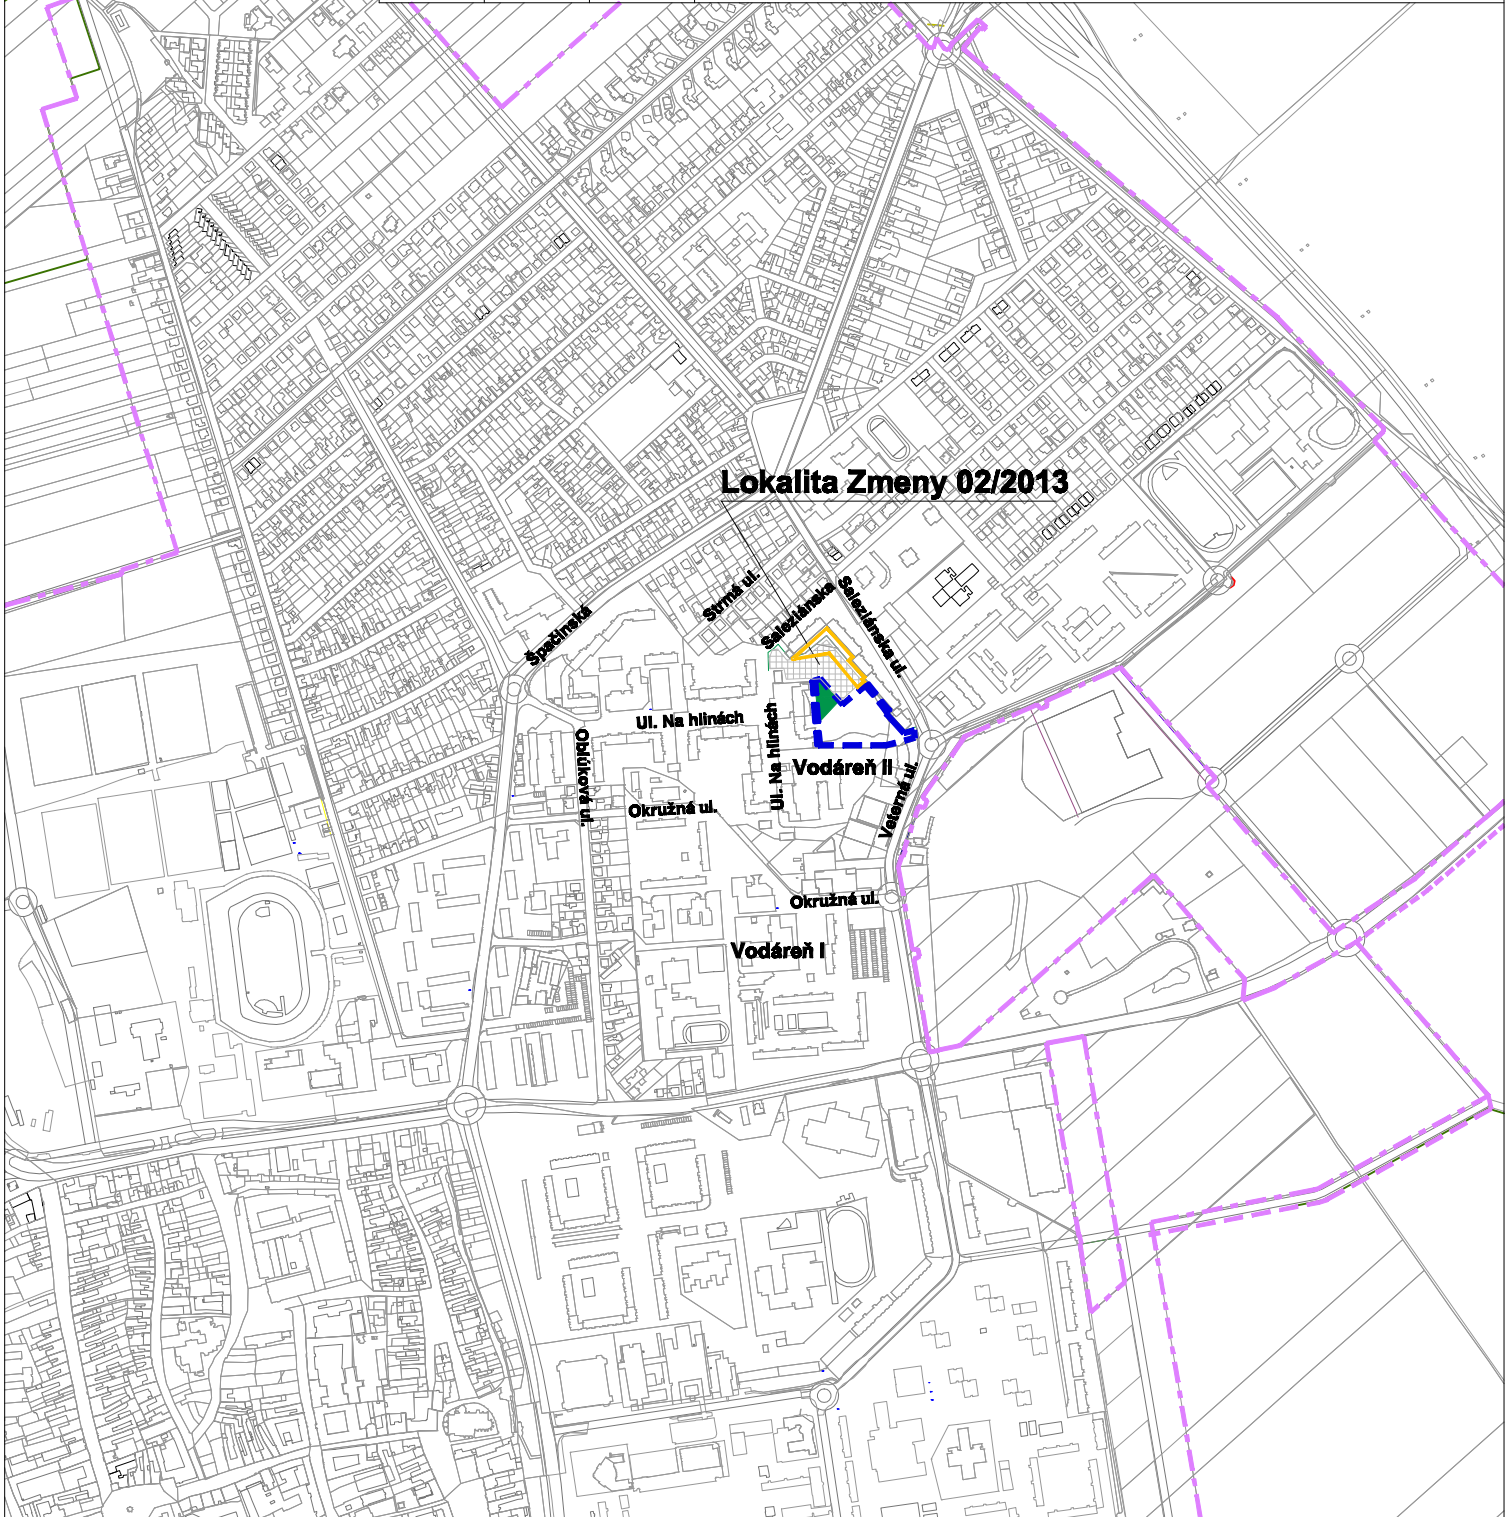 Lokalita Zmeny 02/2013
Strmá ul.
Saleziánska
Saleziánska ul.
Špačinská
Ul. Na hlinách
Ul. Na hlinách
Oblúková ul.
Vodáreň II
Okružná ul.
Veterná ul.
Okružná ul.
Vodáreň I